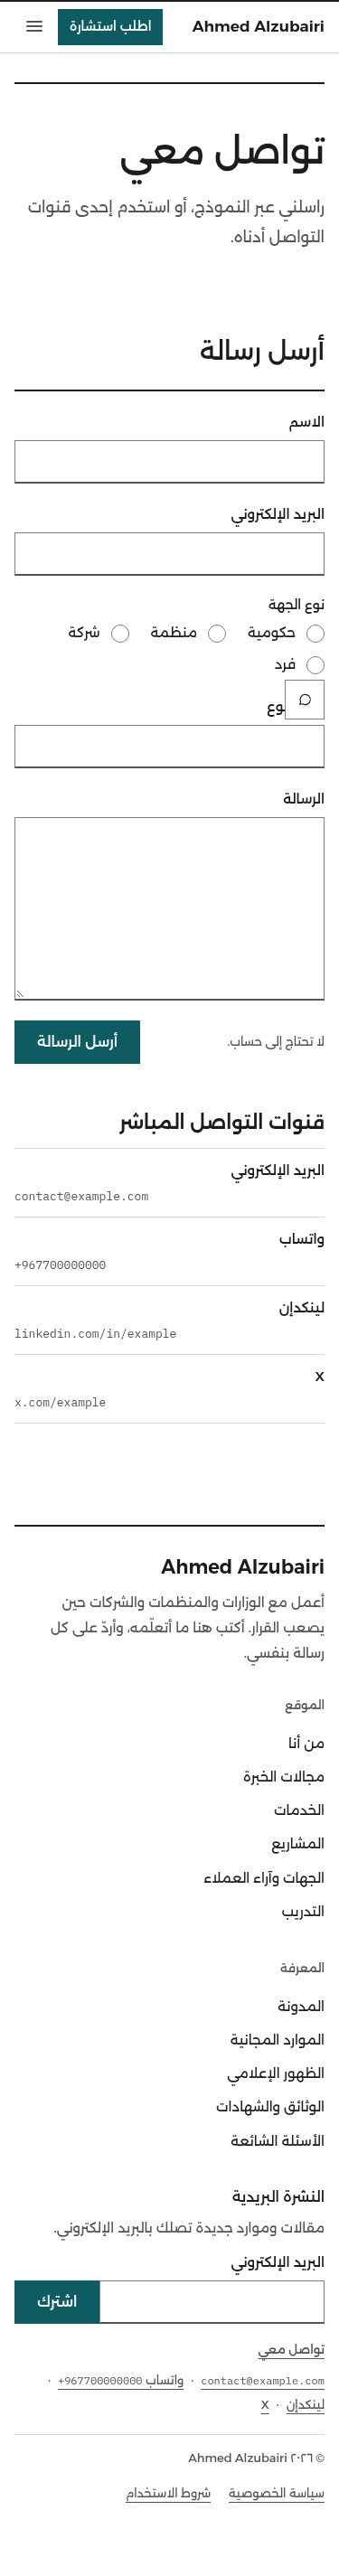 Ahmed Alzubairi
اطلب استشارة
تواصل معي
راسلني عبر النموذج، أو استخدم إحدى قنوات
التواصل أدناه.
أرسل رسالة
الاسم
البريد الإلكتروني
نوع الجهة
حكومية
منظمة
شركة
فرد
الرسالة
لا تحتاج إلى حساب.
أرسل الرسالة
قنوات التواصل المباشر
البريد الإلكتروني
contact@example.com
واتساب
+967700000000
لينكدإن
linkedin.com/in/example
X
x.com/example
Ahmed Alzubairi
أعمل مع الوزارات والمنظمات والشركات حين
يصعب القرار. أكتب هنا ما أتعلّمه، وأردّ على كل
رسالة بنفسي.
الموقع
من أنا
مجالات الخبرة
الخدمات
المشاريع
الجهات وآراء العملاء
التدريب
المعرفة
المدونة
الموارد المجانية
الظهور الإعلامي
الوثائق والشهادات
الأسئلة الشائعة
النشرة البريدية
مقالات وموارد جديدة تصلك بالبريد الإلكتروني.
البريد الإلكتروني
اشترك
تواصل معي
contact@example.com · واتساب +967700000000 ·
لينكدإن · X
© ٢٠٢٦ Ahmed Alzubairi
سياسة الخصوصية
شروط الاستخدام